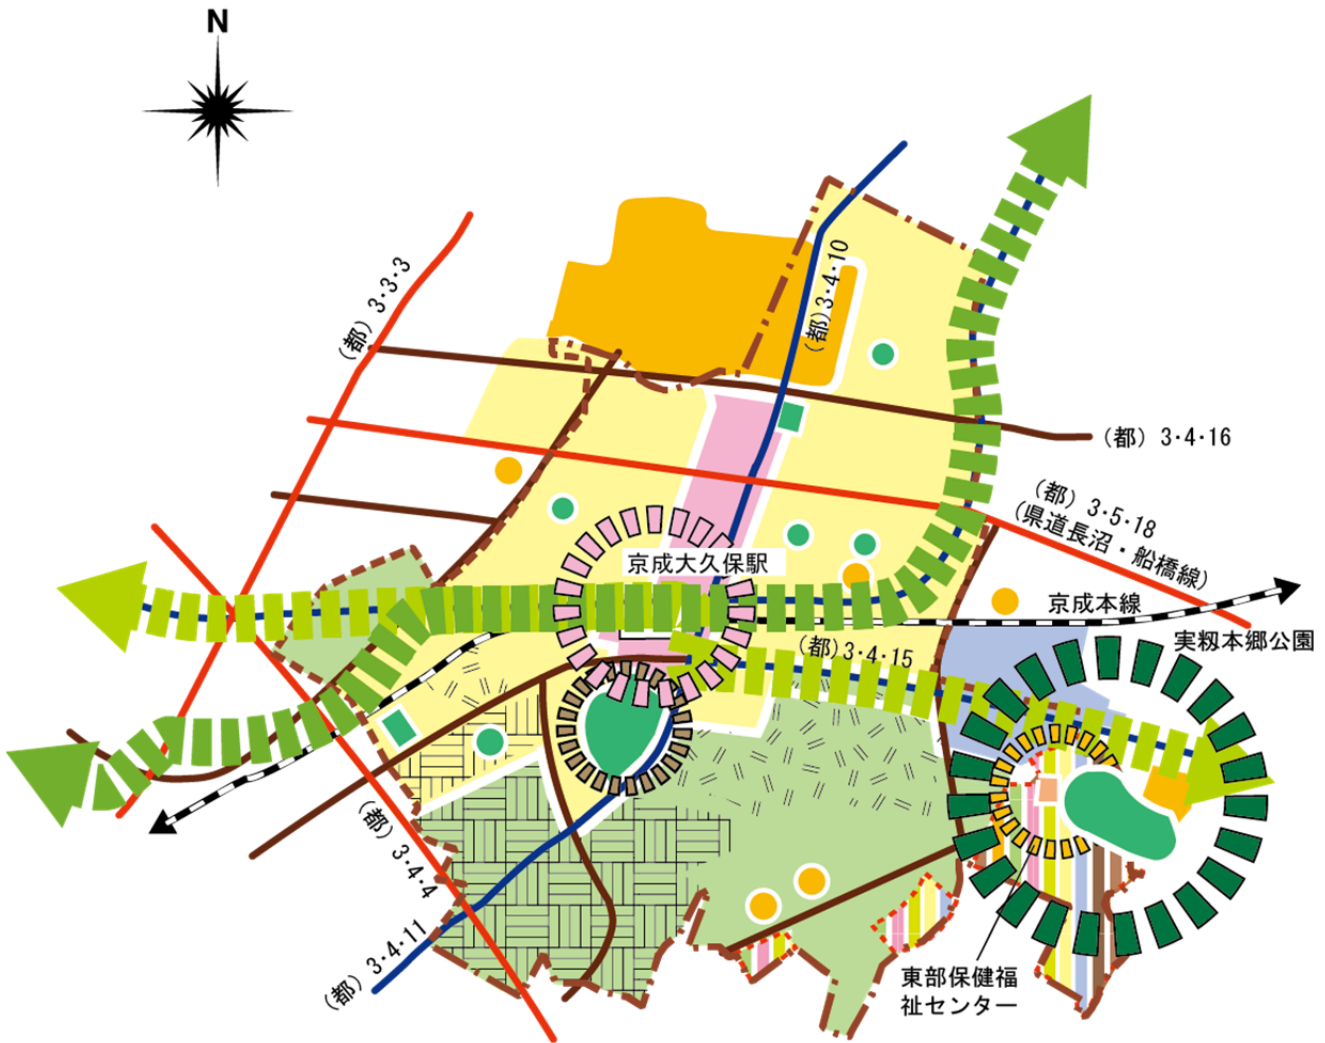 N
(都) 3・3・3
(都) 3・4・10
(都) 3・4・16
(都) 3・5・18
(県道長沼・船橋線)
京成大久保駅
京成本線
実籾本郷公園
(都) 3・4・15
(都) 3・4・4
(都) 3・4・11
東部保健福
祉センター